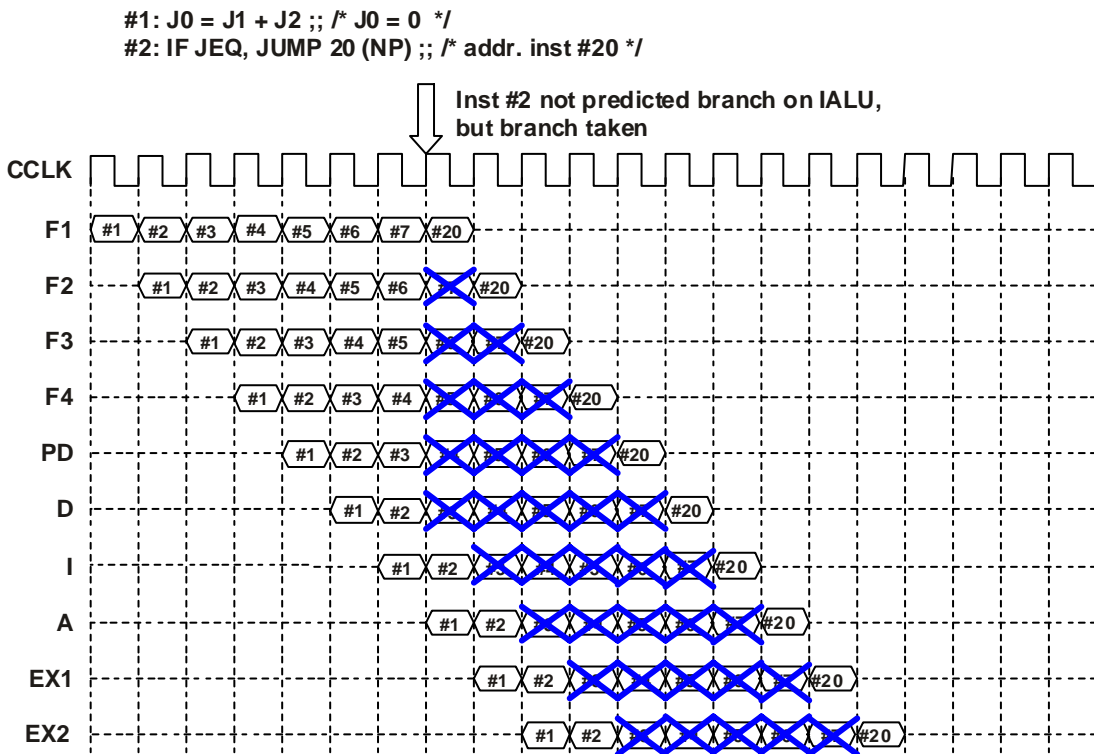 #1: J0 = J1 + J2 ;; /* J0 = 0 */
#2: IF JEQ, JUMP 20 (NP) ;; /* addr. inst #20 */
Inst #2 not predicted branch on IALU,
but branch taken
CCLK
F1 #1 #2 #3 #4 #5 #6 #7 #20
F2 #1 #2 #3 #4 #5 #6 #20
F3 #1 #2 #3 #4 #5 #20
F4 #1 #2 #3 #4 #20
PD #1 #2 #3 #20
D #1 #2 #20
I #1 #2 #20
A #1 #2 #20
EX1 #1 #2 #20
EX2 #1 #2 #20